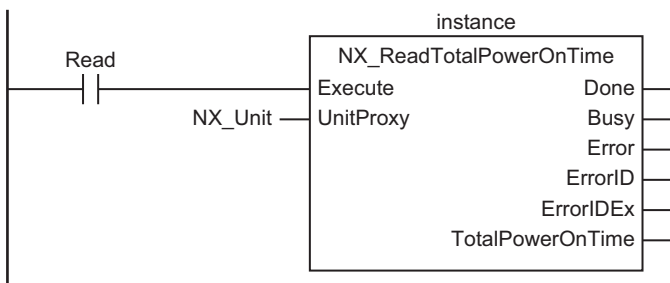 instance
Read
NX_ReadTotalPowerOnTime
Execute Done
NX_Unit UnitProxy Busy
Error
ErrorID
ErrorIDEx
TotalPowerOnTime